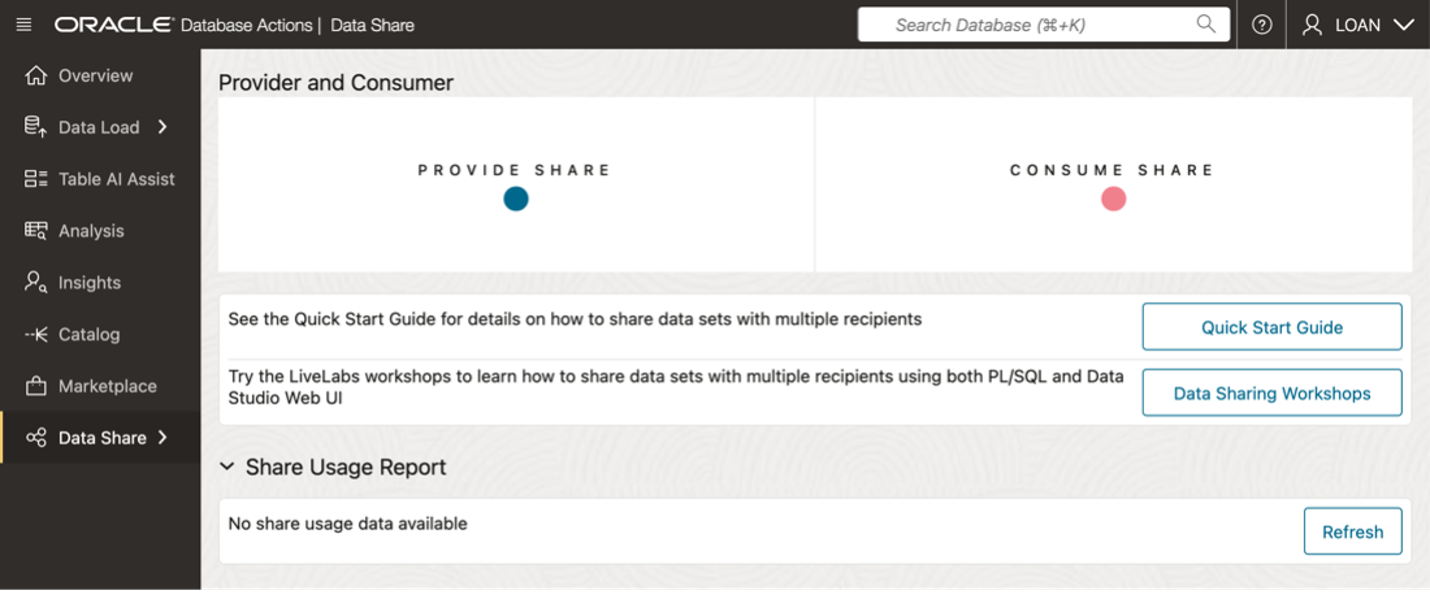 ORACLE Database Actions | Data Share
Search Database (⌘+K)
LOAN
Overview
Data Load
Table AI Assist
Analysis
Insights
Catalog
Marketplace
Data Share
Provider and Consumer
PROVIDE SHARE
CONSUME SHARE
See the Quick Start Guide for details on how to share data sets with multiple recipients
Quick Start Guide
Try the LiveLabs workshops to learn how to share data sets with multiple recipients using both PL/SQL and Data
Studio Web UI
Data Sharing Workshops
Share Usage Report
No share usage data available
Refresh